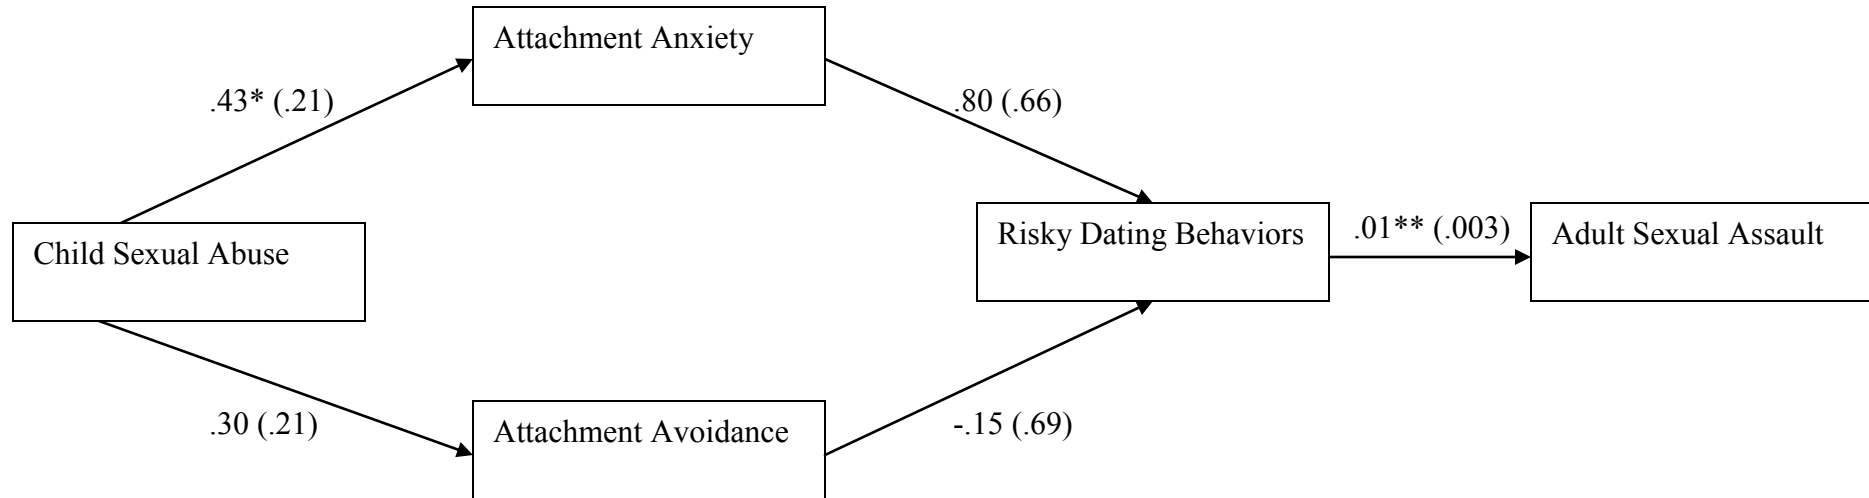 Attachment Anxiety
.43* (.21)
.80 (.66)
Child Sexual Abuse
Risky Dating Behaviors
.01** (.003)
Adult Sexual Assault
.30 (.21)
Attachment Avoidance
-.15 (.69)